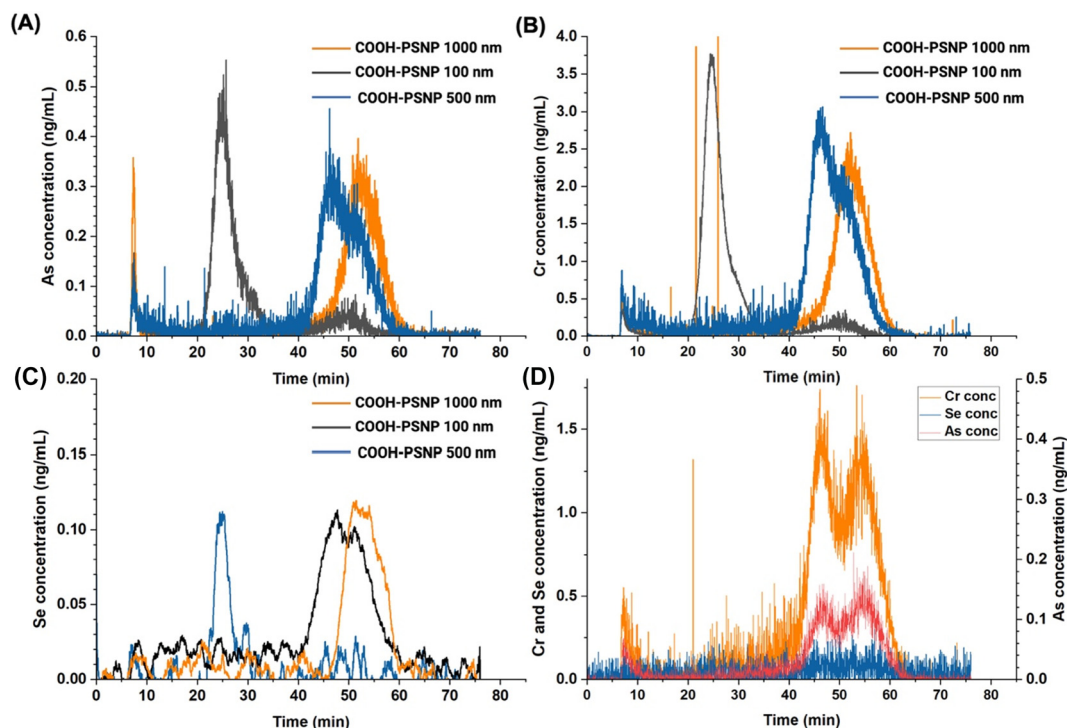 (A)
As concentration (ng/mL)
0.6
0.5
0.4
0.3
0.2
0.1
0.0
COOH-PSNP 1000 nm
COOH-PSNP 100 nm
COOH-PSNP 500 nm
0 10 20 30 40 50 60 70 80
Time (min)
(B)
Cr concentration (ng/mL)
4.0
3.5
3.0
2.5
2.0
1.5
1.0
0.5
0.0
COOH-PSNP 1000 nm
COOH-PSNP 100 nm
COOH-PSNP 500 nm
0 10 20 30 40 50 60 70 80
Time (min)
(C)
Se concentration (ng/mL)
0.20
0.15
0.10
0.05
0.00
COOH-PSNP 1000 nm
COOH-PSNP 100 nm
COOH-PSNP 500 nm
0 10 20 30 40 50 60 70 80
Time (min)
(D)
Cr and Se concentration (ng/mL)
1.5
1.0
0.5
0.0
Cr conc
Se conc
As conc
0.5
0.4
0.3
0.2
0.1
0.0
As concentration (ng/mL)
0 10 20 30 40 50 60 70 80
Time (min)